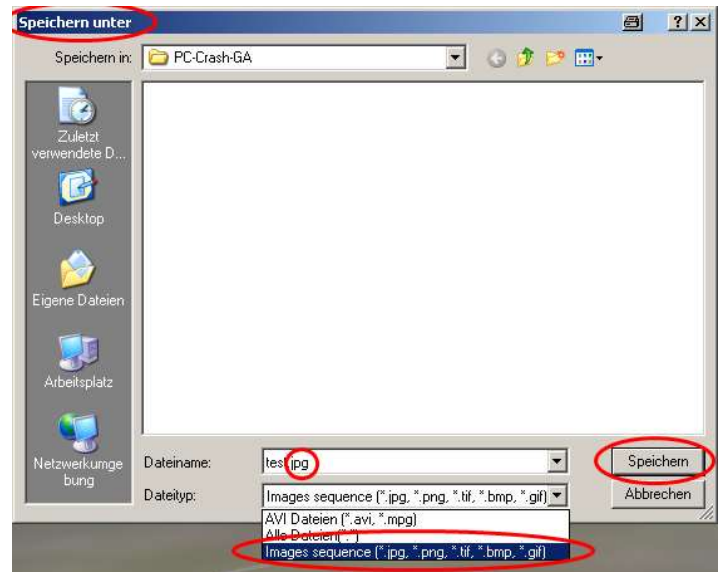 Speichern unter
Speichern in: PC-Crash-GA
Zuletzt
verwendete D...
Desktop
Eigene Dateien
Arbeitsplatz
Netzwerkumge
bung
Dateiname: test.jpg Speichern
Dateityp: Images sequence (*.jpg, *.png, *.tif, *.bmp, *.gif) Abbrechen
AVI Dateien (*.avi, *.mpg)
Alle Dateien(*.*)
Images sequence (*.jpg, *.png, *.tif, *.bmp, *.gif)